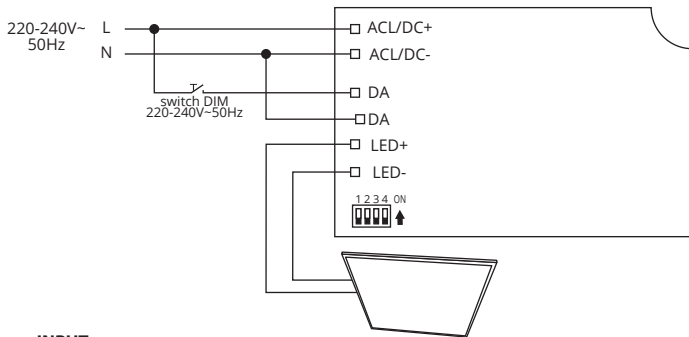 220-240V~ L
50Hz
N
ACL/DC+
ACL/DC-
switch DIM
220-240V~50Hz
DA
DA
LED+
LED-
1 2 3 4 ON